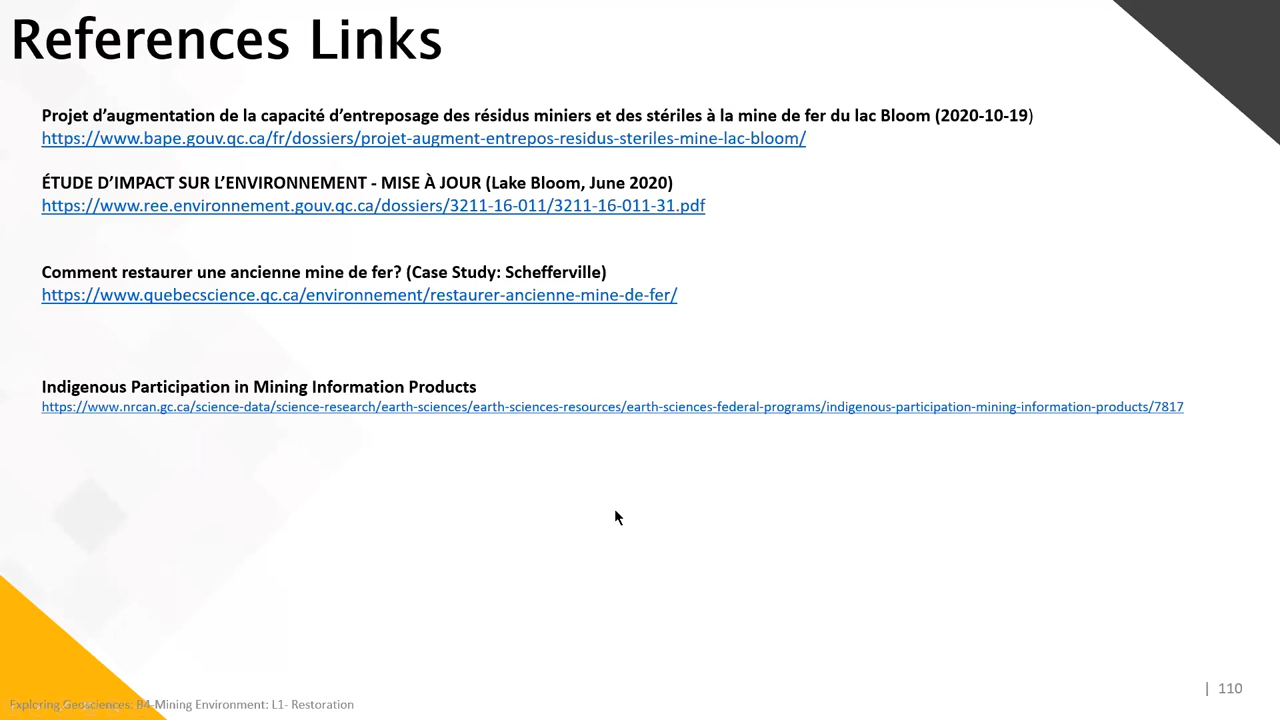 References Links
Projet d’augmentation de la capacité d’entreposage des résidus miniers et des stériles à la mine de fer du lac Bloom (2020-10-19)
https://www.bape.gouv.qc.ca/fr/dossiers/projet-augment-entrepos-residus-steriles-mine-lac-bloom/
ÉTUDE D’IMPACT SUR L’ENVIRONNEMENT - MISE À JOUR (Lake Bloom, June 2020)
https://www.ree.environnement.gouv.qc.ca/dossiers/3211-16-011/3211-16-011-31.pdf
Comment restaurer une ancienne mine de fer? (Case Study: Schefferville)
https://www.quebecscience.qc.ca/environnement/restaurer-ancienne-mine-de-fer/
Indigenous Participation in Mining Information Products
https://www.nrcan.gc.ca/science-data/science-research/earth-sciences/earth-sciences-resources/earth-sciences-federal-programs/indigenous-participation-mining-information-products/7817
| 110
Exploring Geosciences: B4-Mining Environment: L1- Restoration